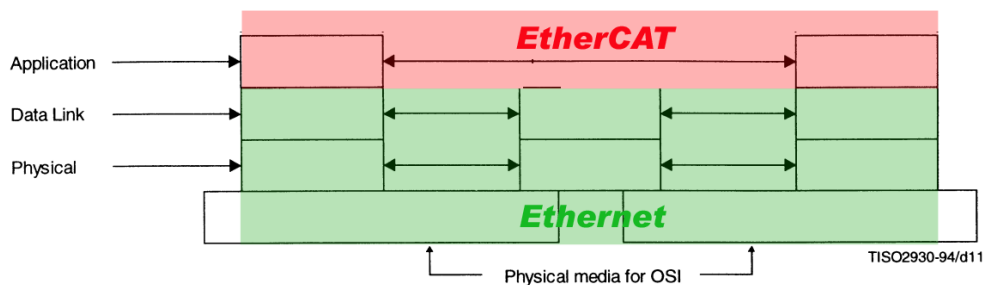 EtherCAT
Application
Data Link
Physical
Ethernet
TISO2930-94/d11
Physical media for OSI